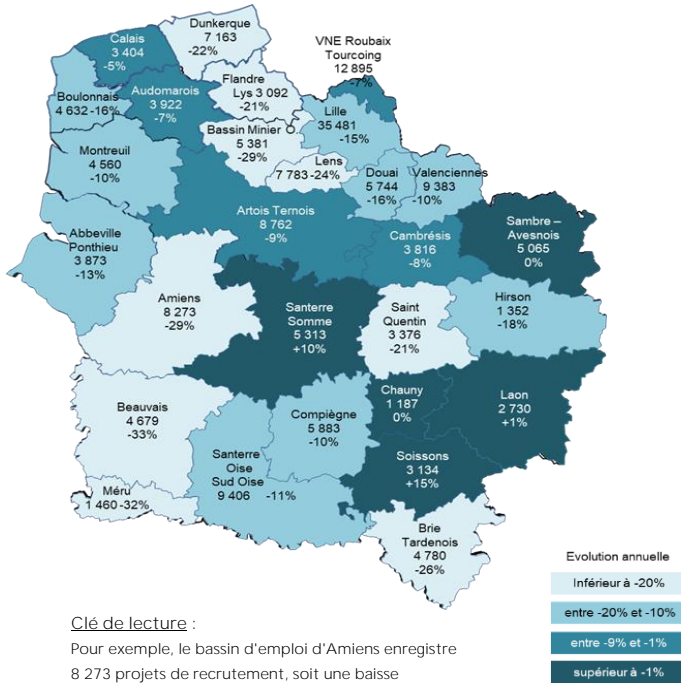 Dunkerque
7 163
-22%
Calais
3 404
-5%
VNE Roubaix
Tourcoing
12 895
-7%
Flandre
Lys 3 092
-21%
Audomarois
3 922
-7%
Boulonnais
4 632 -16%
Lille
35 481
-15%
Bassin Minier O.
5 381
-29%
Montreuil
4 560
-10%
Lens
7 783 -24%
Douai
5 744
-16%
Valenciennes
9 383
-10%
Artois Ternois
8 762
-9%
Cambrésis
3 816
-8%
Sambre –
Avesnois
5 065
0%
Abbeville
Ponthieu
3 873
-13%
Amiens
8 273
-29%
Santerre
Somme
5 313
+10%
Saint
Quentin
3 376
-21%
Hirson
1 352
-18%
Beauvais
4 679
-33%
Compiègne
5 883
-10%
Chauny
1 187
0%
Laon
2 730
+1%
Santerre
Oise
Sud Oise
9 406 -11%
Soissons
3 134
+15%
Méru
1 460 -32%
Brie
Tardenois
4 780
-26%
Evolution annuelle
Inférieur à -20%
entre -20% et -10%
entre -9% et -1%
supérieur à -1%
Clé de lecture :
Pour exemple, le bassin d'emploi d'Amiens enregistre
8 273 projets de recrutement, soit une baisse